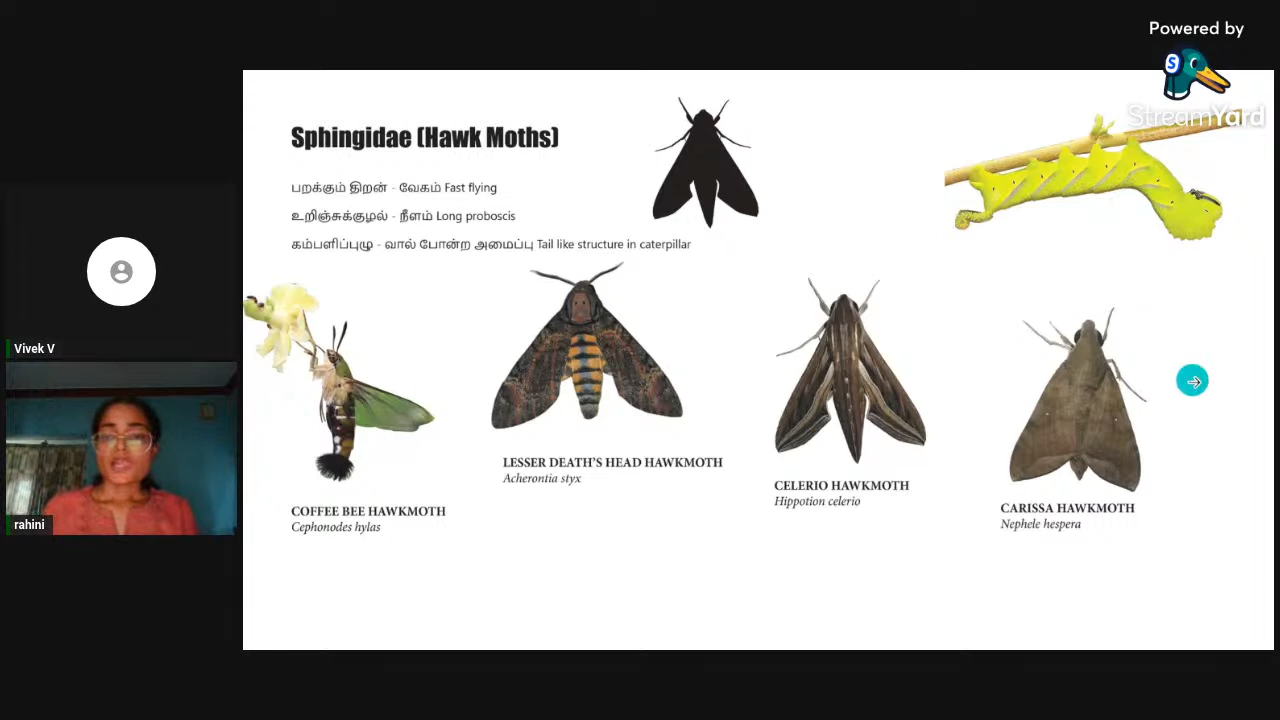 Powered by
S
StreamYard
Sphingidae (Hawk Moths)
பறக்கும் திறன் - வேகம் Fast flying
உறிஞ்சுக்குழல் - நீளம் Long proboscis
கம்பளிப்புழு - வால் போன்ற அமைப்பு Tail like structure in caterpillar
Vivek V
rahini
COFFEE BEE HAWKMOTH
Cephonodes hylas
LESSER DEATH'S HEAD HAWKMOTH
Acherontia styx
CELERIO HAWKMOTH
Hippotion celerio
CARISSA HAWKMOTH
Nephele hespera